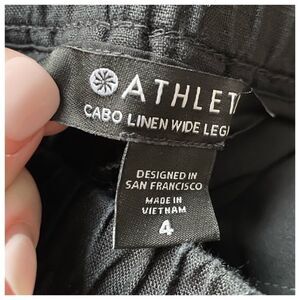 ATHLET
CABO LINEN WIDE LEG
DESIGNED IN
SAN FRANCISCO
MADE IN
VIETNAM
4